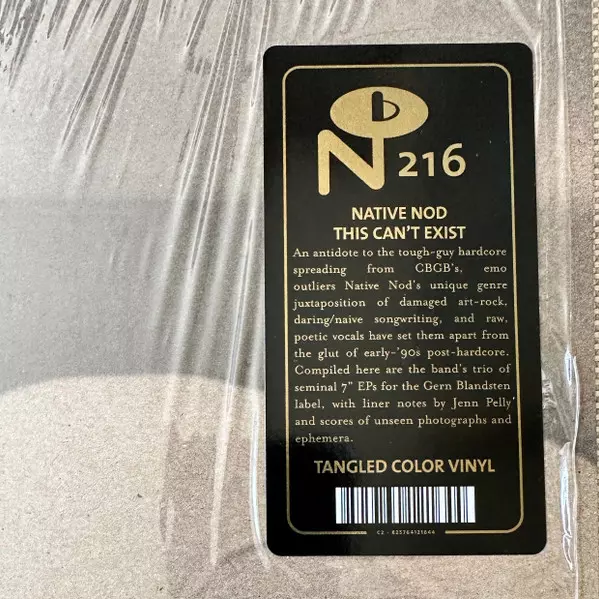 N 216
NATIVE NOD
THIS CAN'T EXIST
An antidote to the tough-guy hardcore
spreading from CBGB's, emo
outliers Native Nod's unique genre
juxtaposition of damaged art-rock,
daring/naive songwriting, and raw,
poetic vocals have set them apart from
the glut of early-'90s post-hardcore.
Compiled here are the band's trio of
seminal 7" EPs for the Gern Blandsten
label, with liner notes by Jenn Pelly
and scores of unseen photographs and
ephemera.
TANGLED COLOR VINYL
C2 - 825764121644